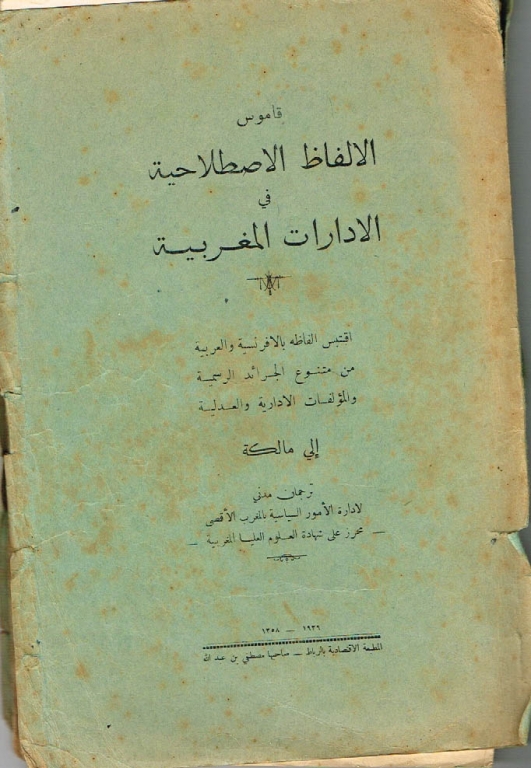 قاموس
الالفاظ الاصطلاحية
في
الادارات المغربية
اقتبس الفاظه بالافرنسية والعربية
من متنوع الجرائد الرسمية
والمؤلفات الادارية والعدلية
إلي مالكة
ترجمان مدني
لادارة الأمور السياسية بالمغرب الأقصى
محرز على شهادة العلوم العليا المغربية
١٩٣٩ — ١٣٥٨
المطبعة الاقتصادية بالرباط — صاحبها مصطفى بن عبد الله